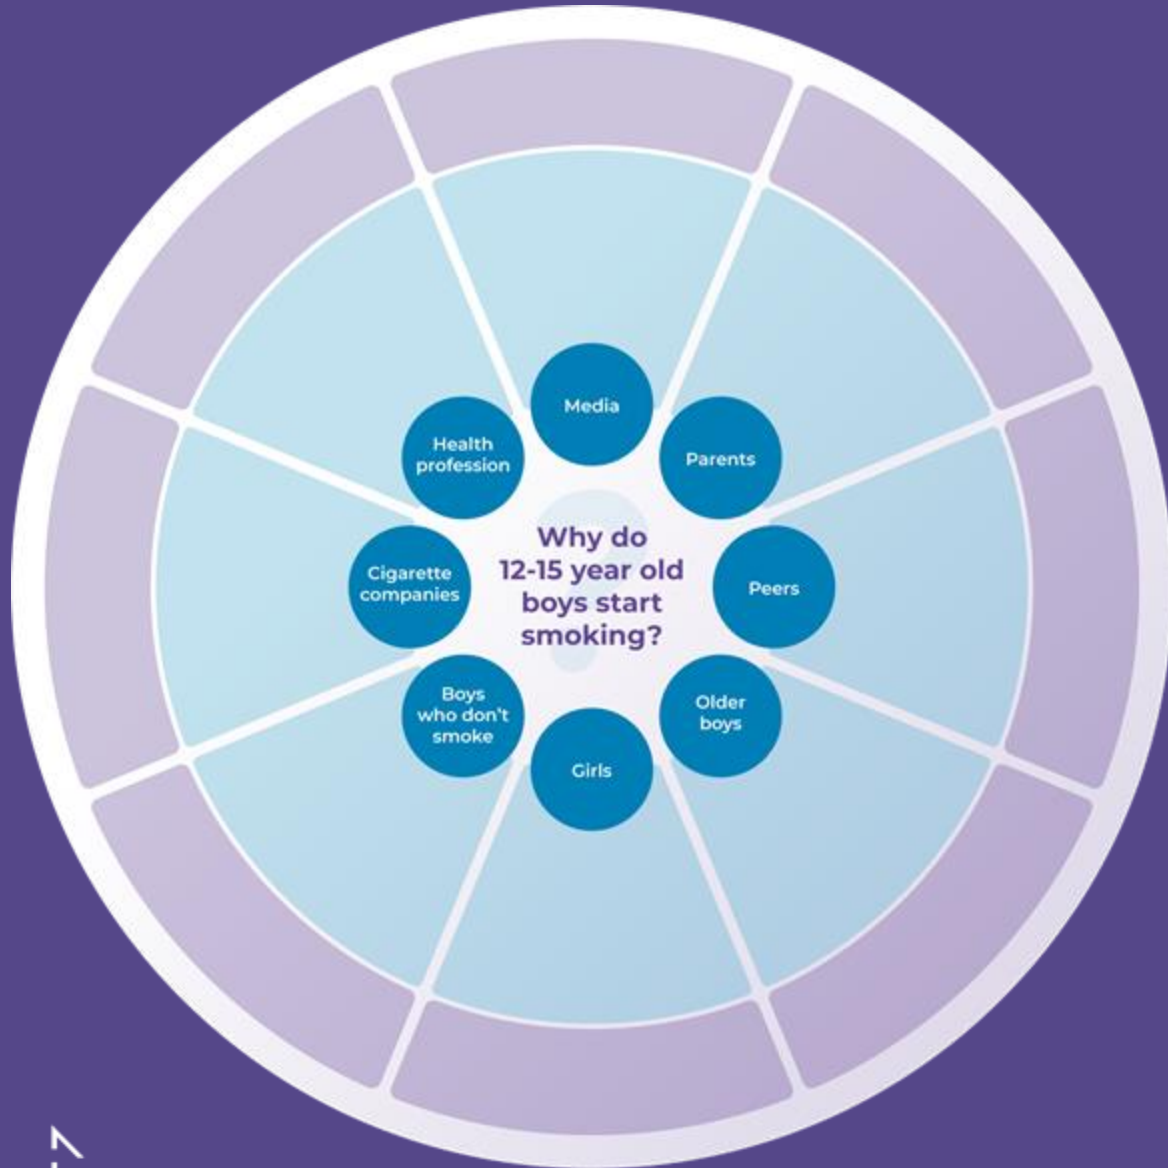 Media
Parents
Peers
Older
boys
Girls
Boys
who don't
smoke
Cigarette
companies
Health
profession
Why do
12-15 year old
boys start
smoking?